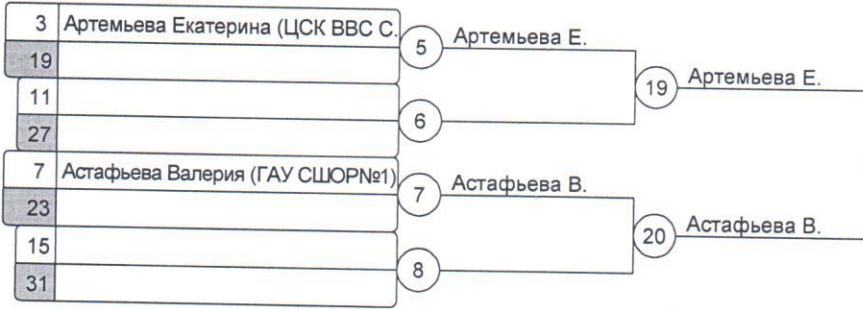 3 Артемьева Екатерина (ЦСК ВВС С.
5 Артемьева Е.
19
19 Артемьева Е.
11
6
27
7 Астафьева Валерия (ГАУ СШОР№1)
7 Астафьева В.
23
20 Астафьева В.
15
8
31